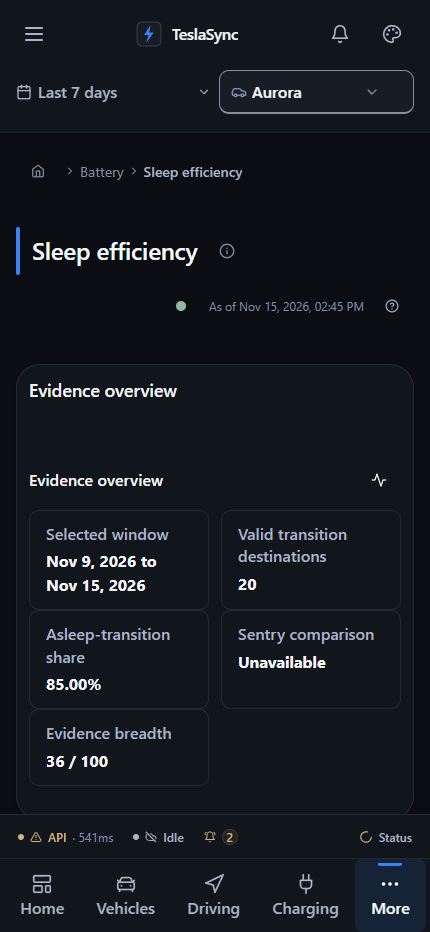 TeslaSync
Last 7 days
Aurora
Battery
Sleep efficiency
Sleep efficiency
As of Nov 15, 2026, 02:45 PM
Evidence overview
Evidence overview
Selected window
Nov 9, 2026 to
Nov 15, 2026
Valid transition
destinations
20
Asleep-transition
share
85.00%
Sentry comparison
Unavailable
Evidence breadth
36 / 100
API · 541ms
Idle
2
Status
Home
Vehicles
Driving
Charging
More